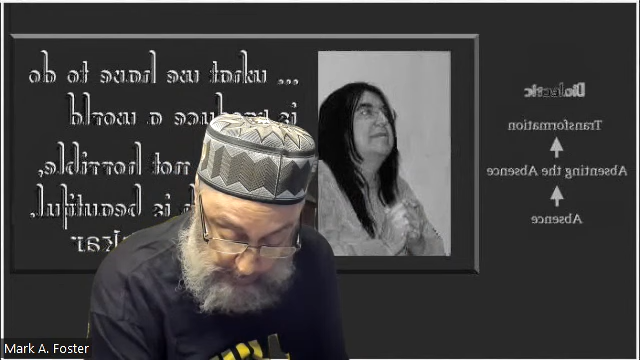 ... what we have to do
is produce a world
not horrible,
is beautiful,
Dialectic
Transformation
Absenting the Absence
Absence
Mark A. Foster